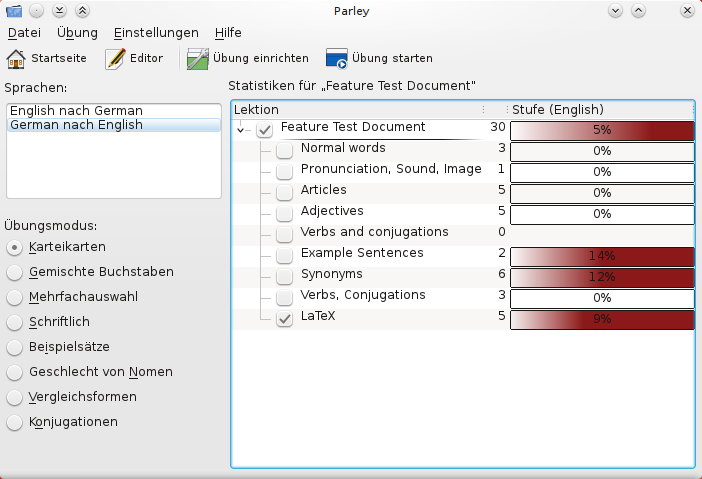 Parley
Datei Übung Einstellungen Hilfe
Startseite Editor Übung einrichten Übung starten
Sprachen:
English nach German
German nach English
Übungsmodus:
Karteikarten
Gemischte Buchstaben
Mehrfachauswahl
Schriftlich
Beispielsätze
Geschlecht von Nomen
Vergleichsformen
Konjugationen
Statistiken für „Feature Test Document“
Lektion Stufe (English)
Feature Test Document 30 5%
Normal words 3 0%
Pronunciation, Sound, Image 1 0%
Articles 5 0%
Adjectives 5 0%
Verbs and conjugations 0
Example Sentences 2 14%
Synonyms 6 12%
Verbs, Conjugations 3 0%
LaTeX 5 9%